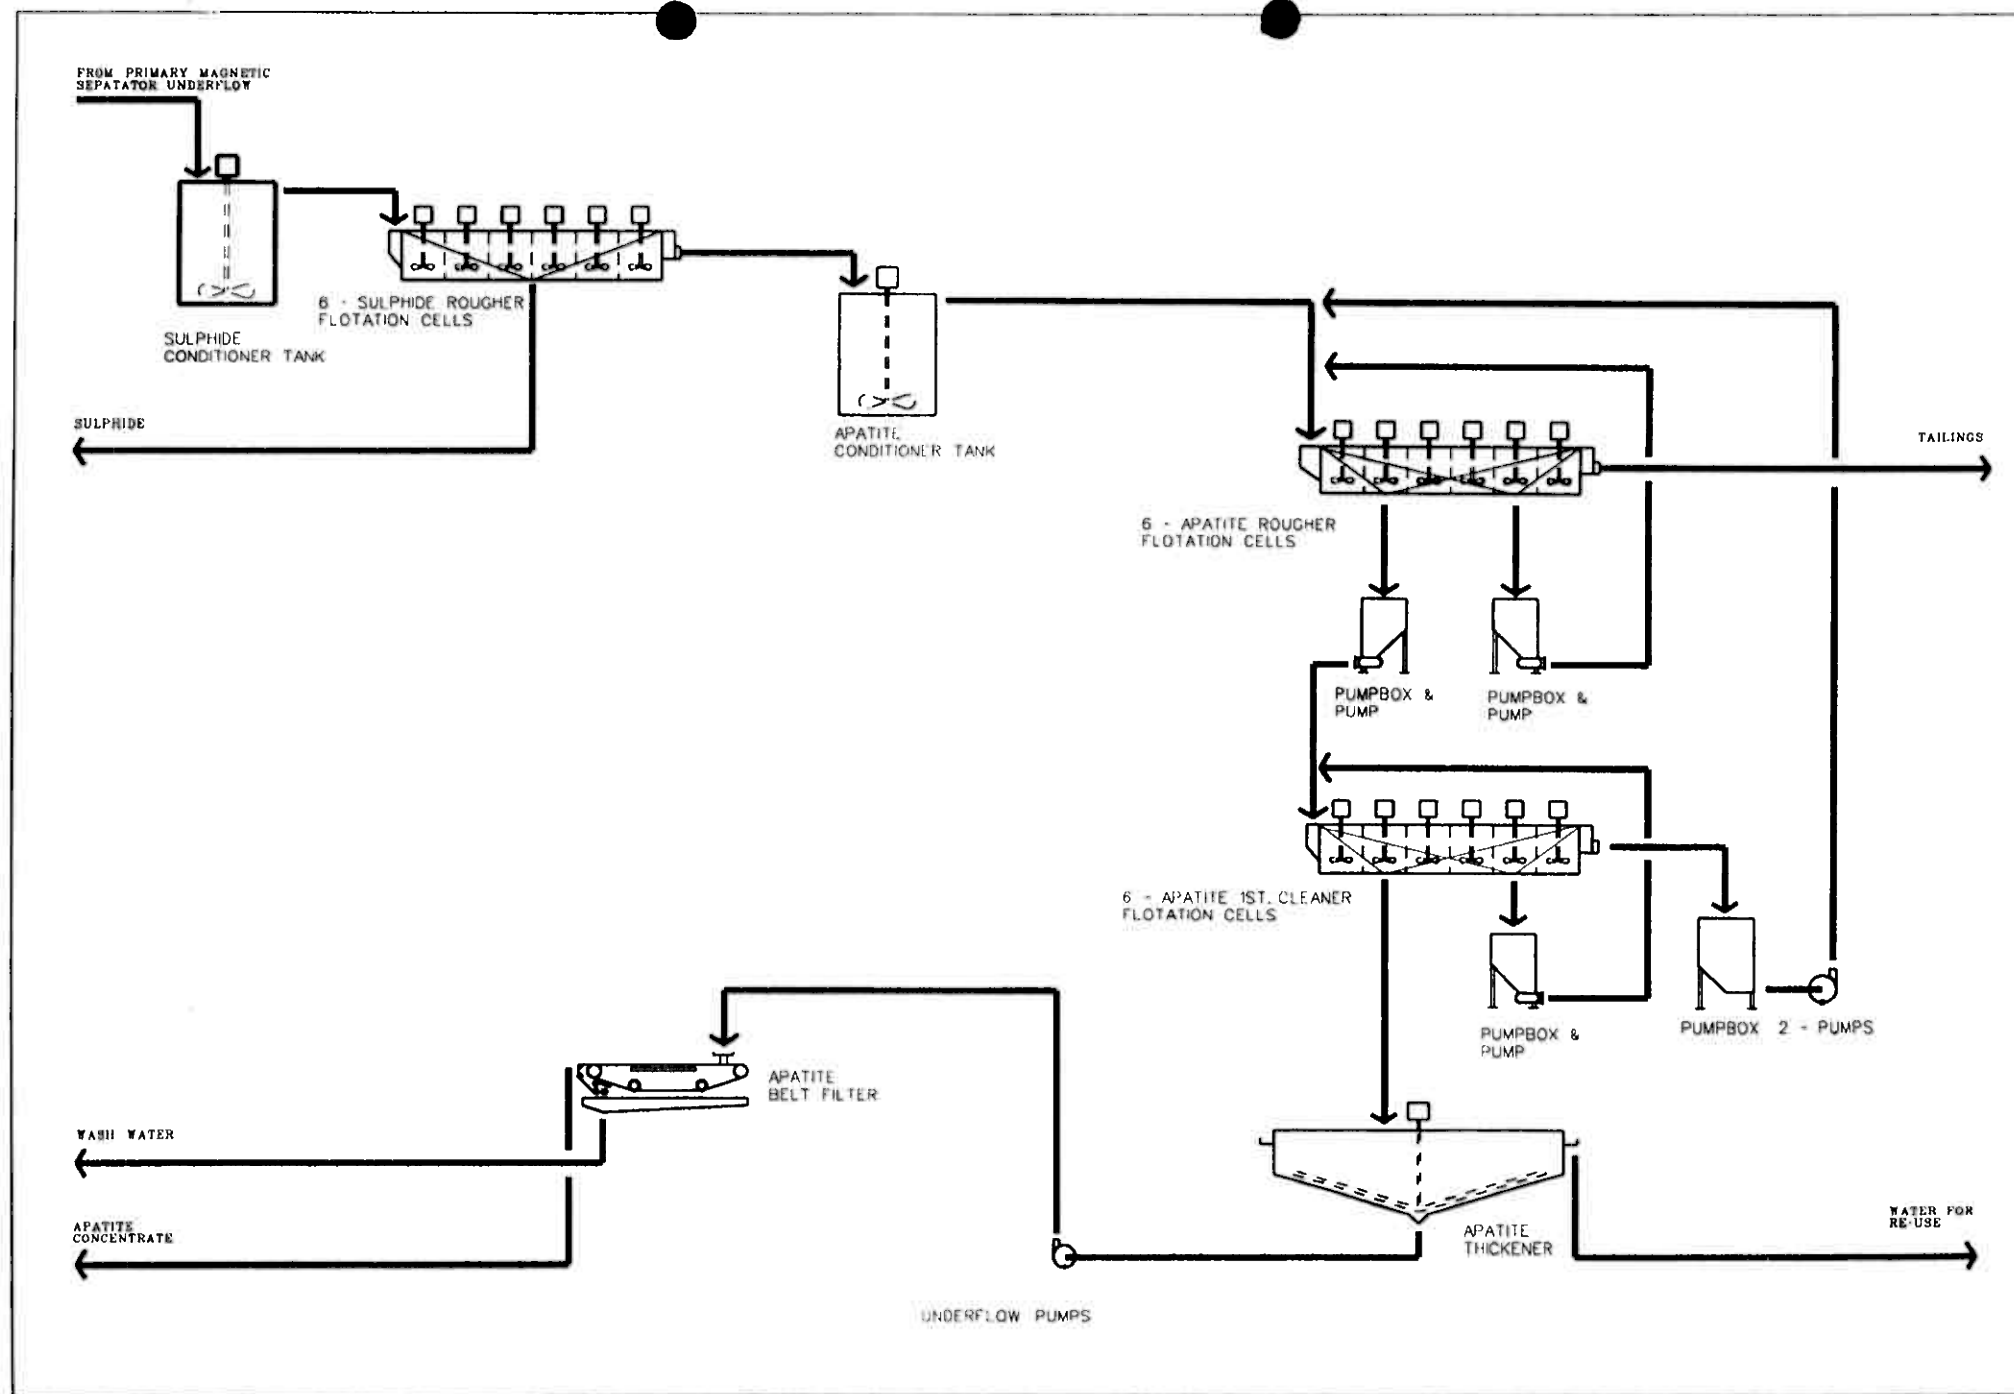 FROM PRIMARY MAGNETIC
SEPATATOR UNDERFLOW
SULPHIDE
CONDITIONER TANK
6 - SULPHIDE ROUGHER
FLOTATION CELLS
SULPHIDE
APATITE
CONDITIONER TANK
TAILINGS
6 - APATITE ROUGHER
FLOTATION CELLS
PUMPBOX &
PUMP
PUMPBOX &
PUMP
6 - APATITE 1ST. CLEANER
FLOTATION CELLS
PUMPBOX &
PUMP
PUMPBOX 2 - PUMPS
APATITE
BELT FILTER
WASH WATER
APATITE
CONCENTRATE
APATITE
THICKENER
WATER FOR
RE-USE
UNDERFLOW PUMPS